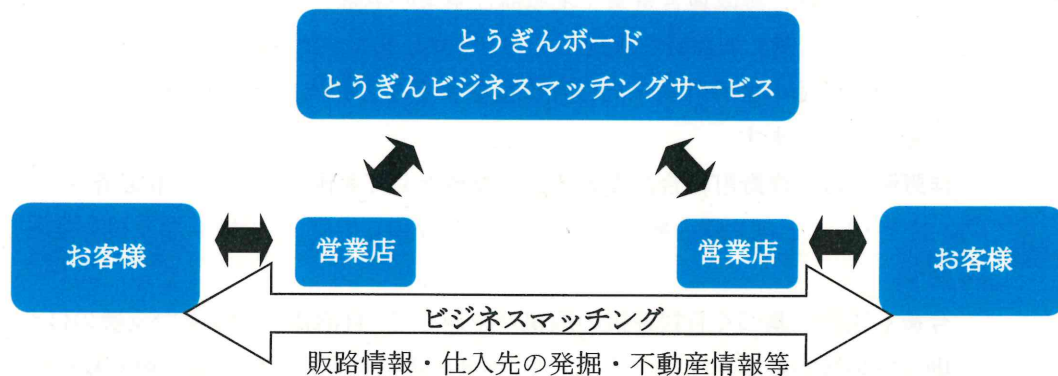 とうぎんボード
とうぎんビジネスマッチングサービス
お客様
営業店
営業店
お客様
ビジネスマッチング
販路情報・仕入先の発掘・不動産情報等